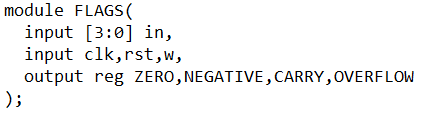 module FLAGS(
input [3:0] in,
input clk,rst,w,
output reg ZERO,NEGATIVE,CARRY,OVERFLOW
);